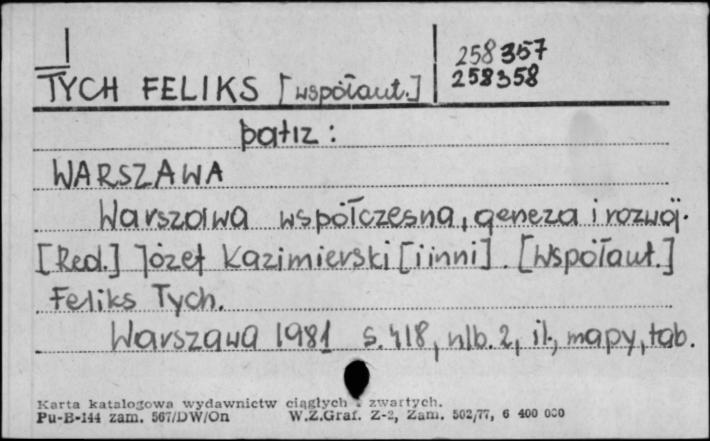 258357
258358
TYCH FELIKS [współaut.]
patrz:
WARSZAWA
Warszawa współczesna, geneza i rozwój.
[Red.] Józef Kazimierski [i inni]. [Współaut.]
Feliks Tych.
Warszawa 1981 s. 418, nlb. 2, il., mapy, tab.
Karta katalogowa wydawnictw ciągłych i zwartych.
Pu-B-144 zam. 567/DW/On W.Z.Graf. Z-2, Zam. 502/77, 6 400 000